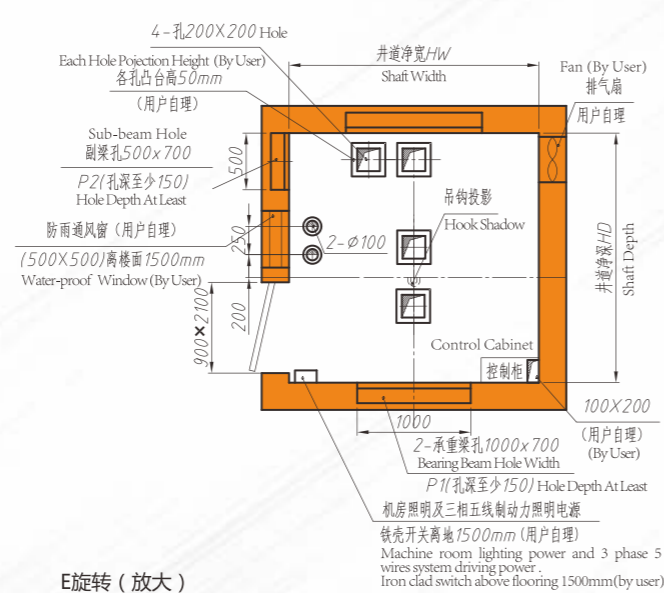 4-孔200X200 Hole
Each Hole Pojection Height (By User)
各孔凸台高50mm
(用户自理)
井道净宽HW
Shaft Width
Fan (By User)
排气扇
用户自理
Sub-beam Hole
副梁孔500x700
P2(孔深至少150)
Hole Depth At Least
500
防雨通风窗(用户自理)
(500X500)离楼面1500mm
Water-proof Window (By User)
250
2-Φ100
吊钩投影
Hook Shadow
井道净深HD
Shaft Depth
200
900×2100
Control Cabinet
控制柜
100X200
(用户自理)
(By User)
1000
2-承重梁孔1000x700
Bearing Beam Hole Width
P1(孔深至少150) Hole Depth At Least
机房照明及三相五线制动力照明电源
铁壳开关离地1500mm(用户自理)
Machine room lighting power and 3 phase 5
wires system driving power .
Iron clad switch above flooring 1500mm(by user)
E旋转(放大)